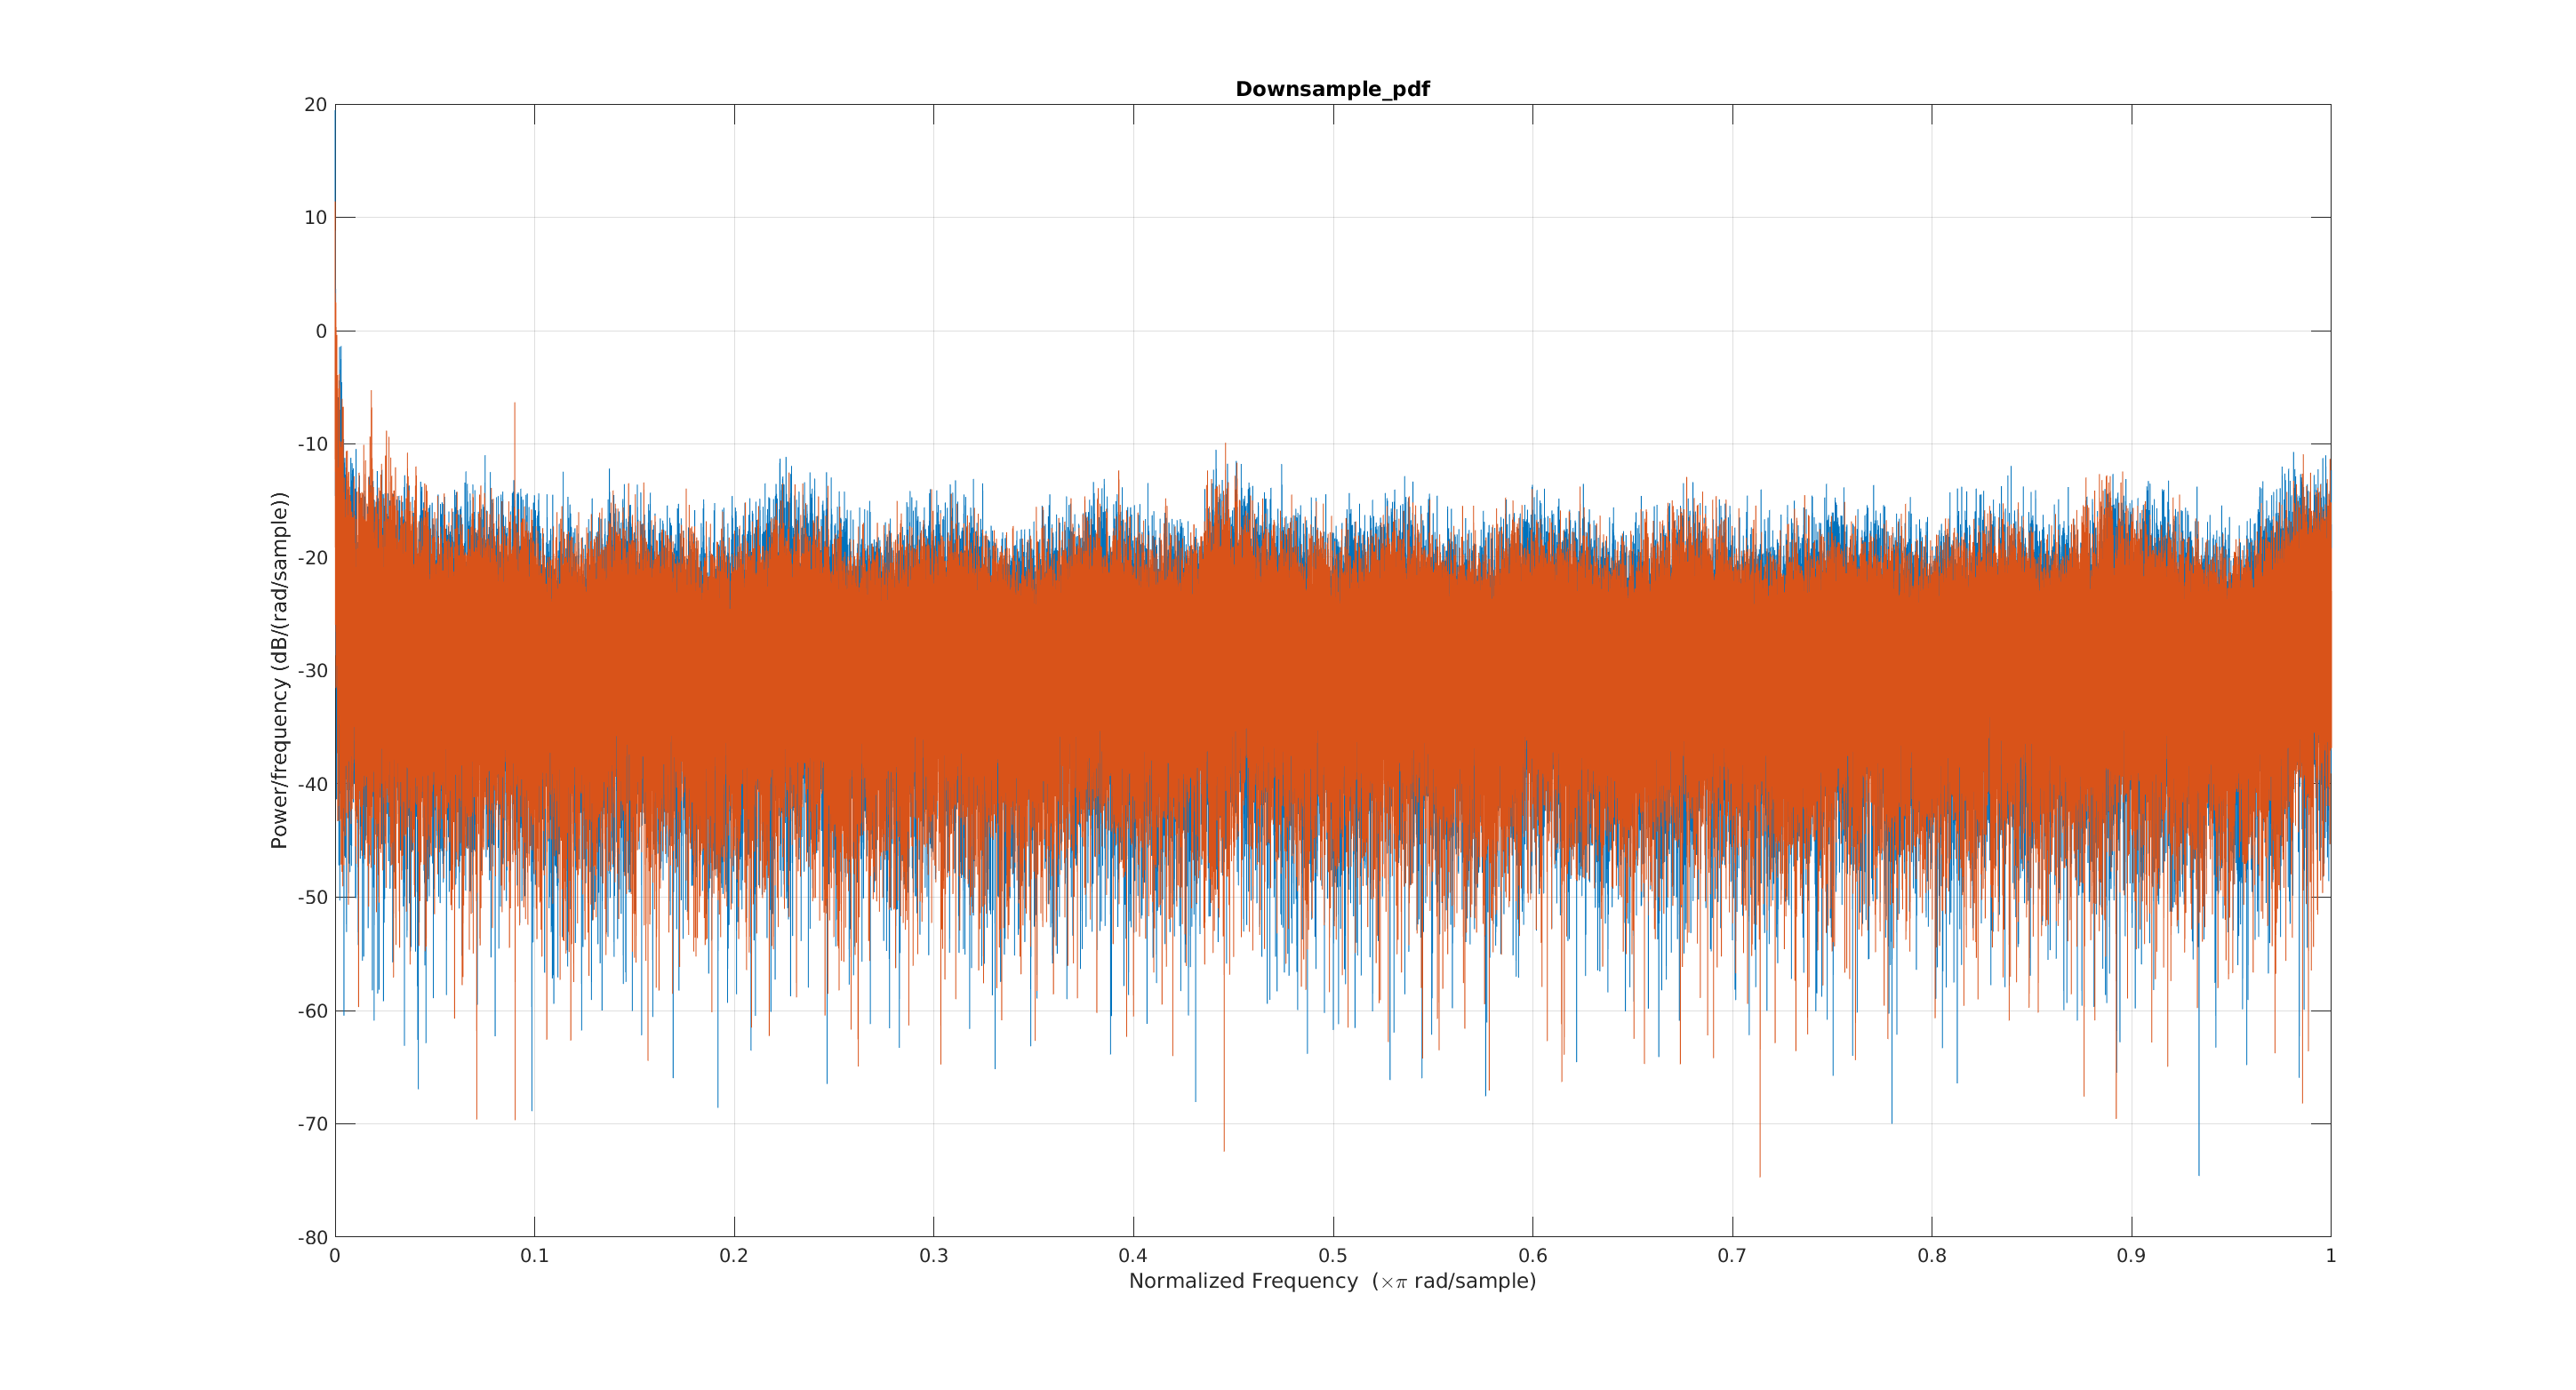 Downsample_pdf
20
10
0
-10
-20
-30
-40
-50
-60
-70
-80
Power/frequency (dB/(rad/sample))
0 0.1 0.2 0.3 0.4 0.5 0.6 0.7 0.8 0.9 1
Normalized Frequency (×π rad/sample)